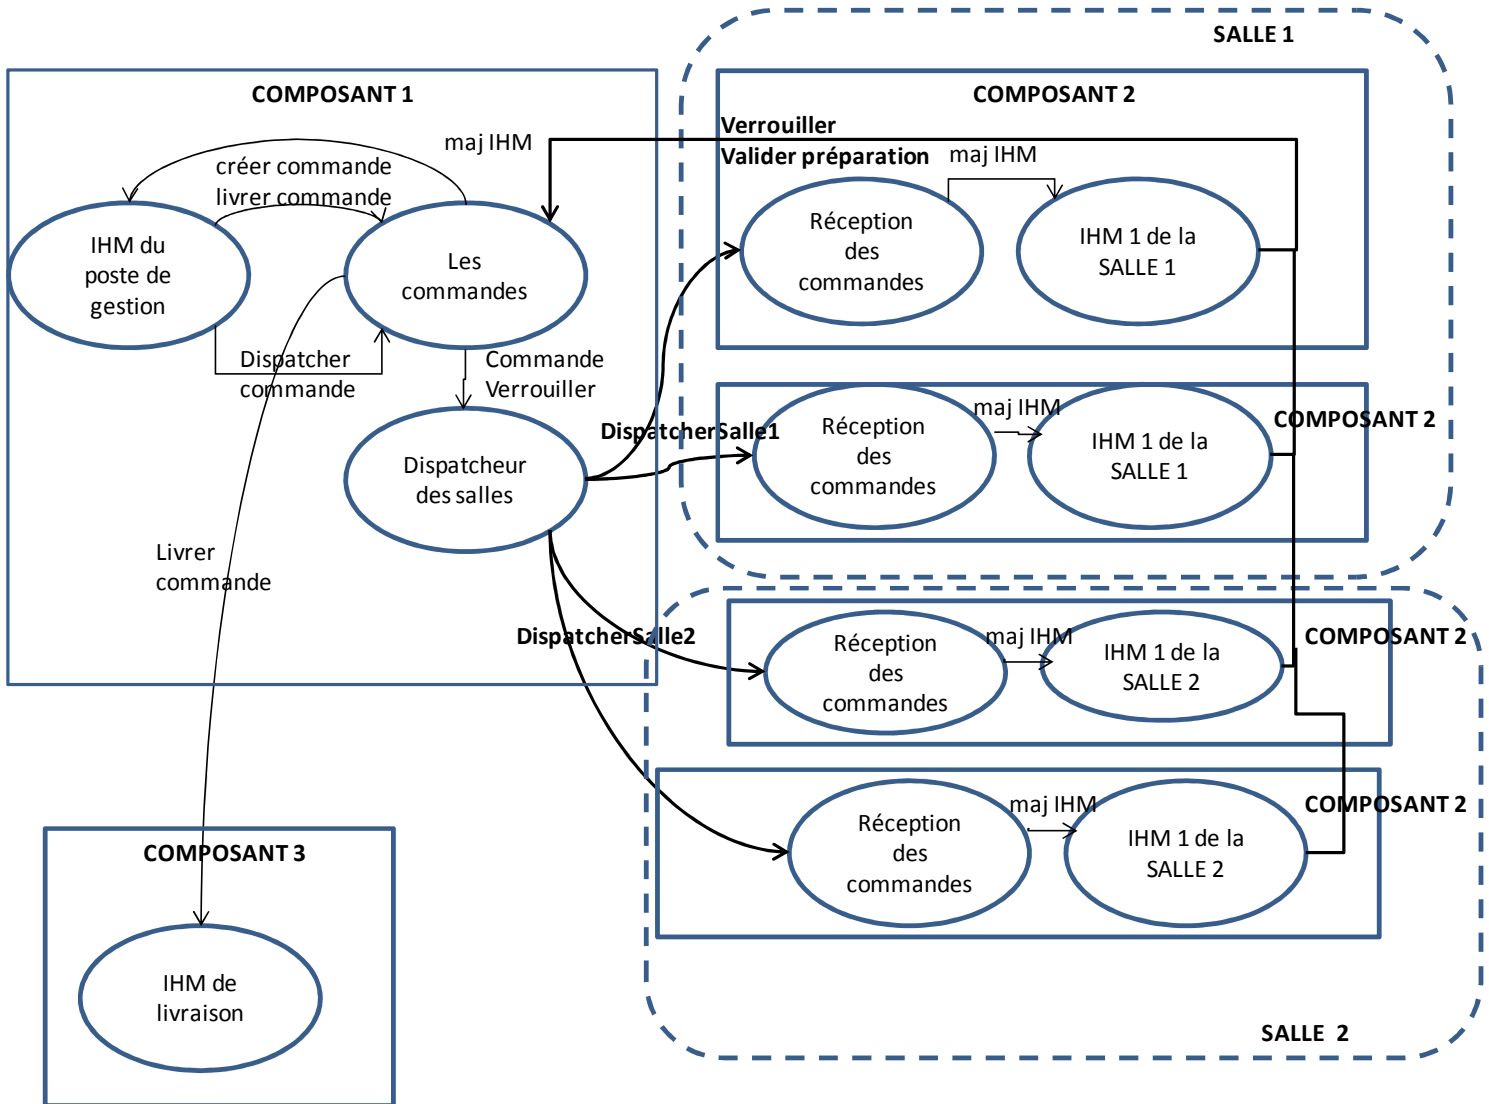 SALLE 1
COMPOSANT 1
COMPOSANT 2
maj IHM
Verrouiller
Valider préparation
maj IHM
créer commande
livrer commande
IHM du
poste de
gestion
Les
commandes
Réception
des
commandes
IHM 1 de la
SALLE 1
Dispatcher
commande
Commande
Verrouiller
DispatcherSalle1
Réception
des
commandes
maj IHM
IHM 1 de la
SALLE 1
COMPOSANT 2
Dispatcheur
des salles
Livrer
commande
DispatcherSalle2
Réception
des
commandes
maj IHM
IHM 1 de la
SALLE 2
COMPOSANT 2
Réception
des
commandes
maj IHM
IHM 1 de la
SALLE 2
COMPOSANT 2
COMPOSANT 3
IHM de
livraison
SALLE 2